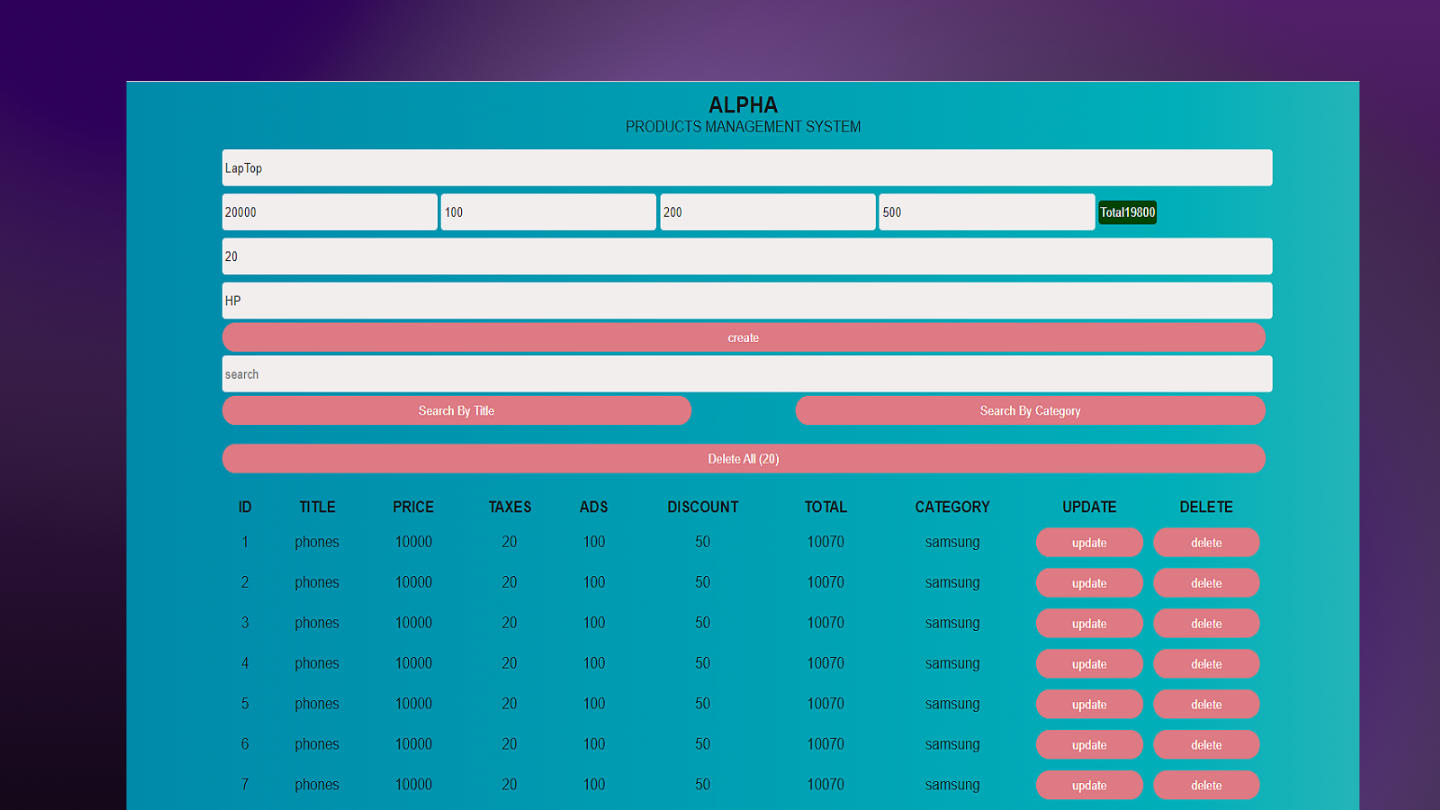 ALPHA
PRODUCTS MANAGEMENT SYSTEM
LapTop
20000 100 200 500 Total19800
20
HP
create
search
Search By Title Search By Category
Delete All (20)
ID TITLE PRICE TAXES ADS DISCOUNT TOTAL CATEGORY UPDATE DELETE
1 phones 10000 20 100 50 10070 samsung update delete
2 phones 10000 20 100 50 10070 samsung update delete
3 phones 10000 20 100 50 10070 samsung update delete
4 phones 10000 20 100 50 10070 samsung update delete
5 phones 10000 20 100 50 10070 samsung update delete
6 phones 10000 20 100 50 10070 samsung update delete
7 phones 10000 20 100 50 10070 samsung update delete